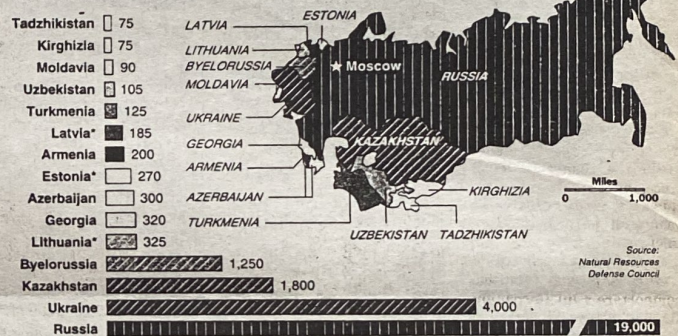 Tadzhikistan 75
Kirghizia 75
Moldavia 90
Uzbekistan 105
Turkmenia 125
Latvia* 185
Armenia 200
Estonia* 270
Azerbaijan 300
Georgia 320
Lithuania* 325
Byelorussia 1,250
Kazakhstan 1,800
Ukraine 4,000
Russia 19,000
LATVIA
ESTONIA
LITHUANIA
BYELORUSSIA
MOLDAVIA
UKRAINE
GEORGIA
ARMENIA
AZERBAIJAN
TURKMENIA
Moscow
RUSSIA
KAZAKHSTAN
KIRGHIZIA
UZBEKISTAN
TADZHIKISTAN
Miles
0 1,000
Source:
Natural Resources
Defense Council